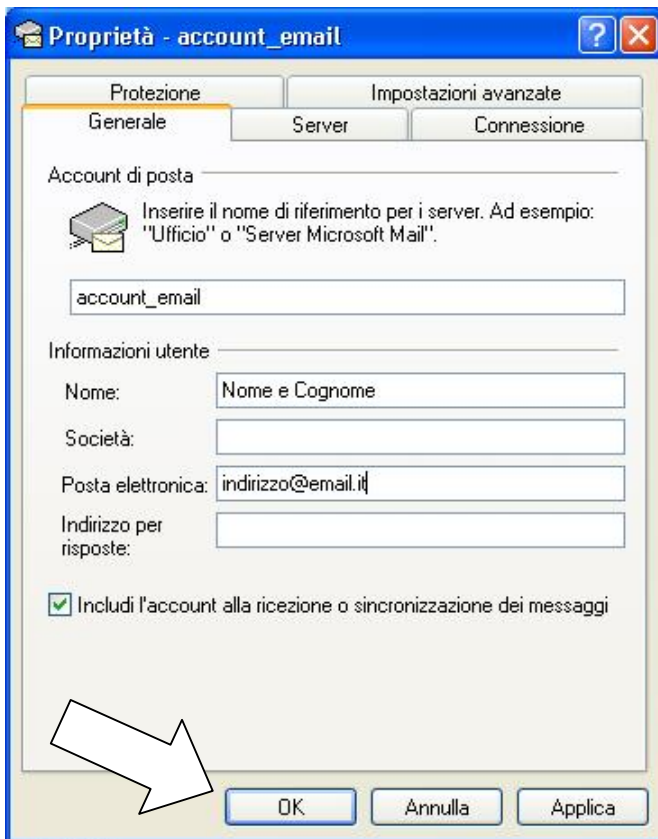 Proprietà - account_email
Protezione
Impostazioni avanzate
Generale
Server
Connessione
Account di posta
Inserire il nome di riferimento per i server. Ad esempio:
"Ufficio" o "Server Microsoft Mail".
account_email
Informazioni utente
Nome: Nome e Cognome
Società:
Posta elettronica: indirizzo@email.it
Indirizzo per
risposte:
Includi l'account alla ricezione o sincronizzazione dei messaggi
OK
Annulla
Applica